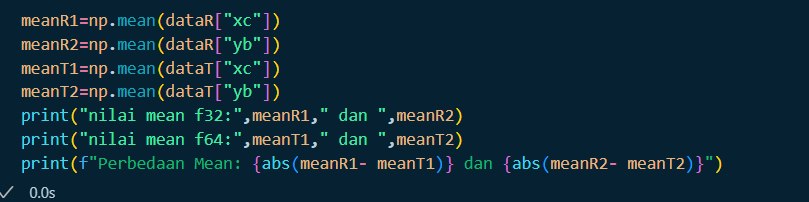 meanR1=np.mean(dataR["xc"])
meanR2=np.mean(dataR["yb"])
meanT1=np.mean(dataT["xc"])
meanT2=np.mean(dataT["yb"])
print("nilai mean f32:",meanR1," dan ",meanR2)
print("nilai mean f64:",meanT1," dan ",meanT2)
print(f"Perbedaan Mean: {abs(meanR1- meanT1)} dan {abs(meanR2- meanT2)}")
0.0s